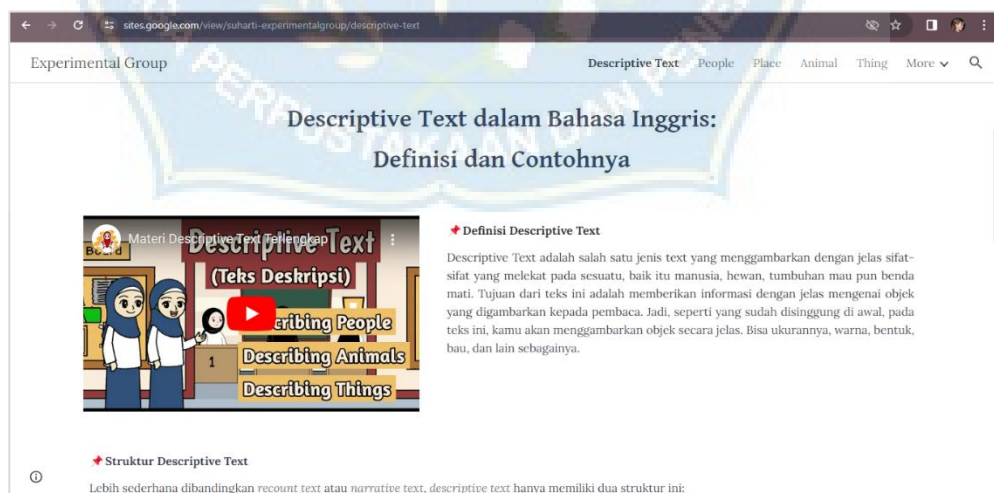 sites.google.com/view/suharti-experimentalgroup/descriptive-text
Experimental Group
Descriptive Text People Place Animal Thing More
PERPUSTAKAAN DAN PENE
Descriptive Text dalam Bahasa Inggris:
Definisi dan Contohnya
Materi Descriptive Text Terlengkap
Board
Descriptive Text
(Teks Deskripsi)
cribing People
Describing Animals
Describing Things
1
Definisi Descriptive Text
Descriptive Text adalah salah satu jenis text yang menggambarkan dengan jelas sifat-
sifat yang melekat pada sesuatu, baik itu manusia, hewan, tumbuhan mau pun benda
mati. Tujuan dari teks ini adalah memberikan informasi dengan jelas mengenai objek
yang digambarkan kepada pembaca. Jadi, seperti yang sudah disinggung di awal, pada
teks ini, kamu akan menggambarkan objek secara jelas. Bisa ukurannya, warna, bentuk,
bau, dan lain sebagainya.
Struktur Descriptive Text
Lebih sederhana dibandingkan recount text atau narrative text, descriptive text hanya memiliki dua struktur ini: